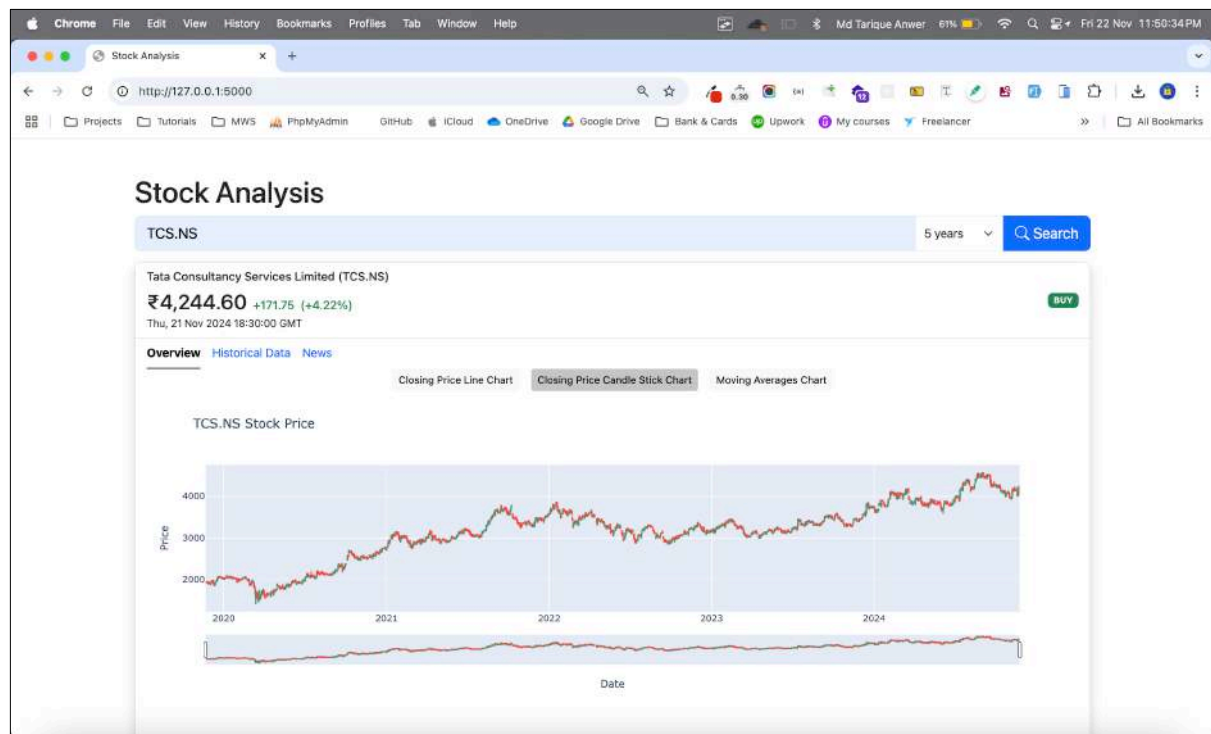 Chrome File Edit View History Bookmarks Profiles Tab Window Help Md Tarique Anwer 61% Fri 22 Nov 11:50:34 PM
Stock Analysis
http://127.0.0.1:5000 0.30 12
Projects Tutorials MWS PhpMyAdmin GitHub iCloud OneDrive Google Drive Bank & Cards Upwork My courses Freelancer » All Bookmarks
Stock Analysis
TCS.NS 5 years Search
Tata Consultancy Services Limited (TCS.NS)
₹4,244.60 +171.75 (+4.22%) BUY
Thu, 21 Nov 2024 18:30:00 GMT
Overview Historical Data News
Closing Price Line Chart Closing Price Candle Stick Chart Moving Averages Chart
TCS.NS Stock Price
4000
3000
2000
Price
2020 2021 2022 2023 2024
Date